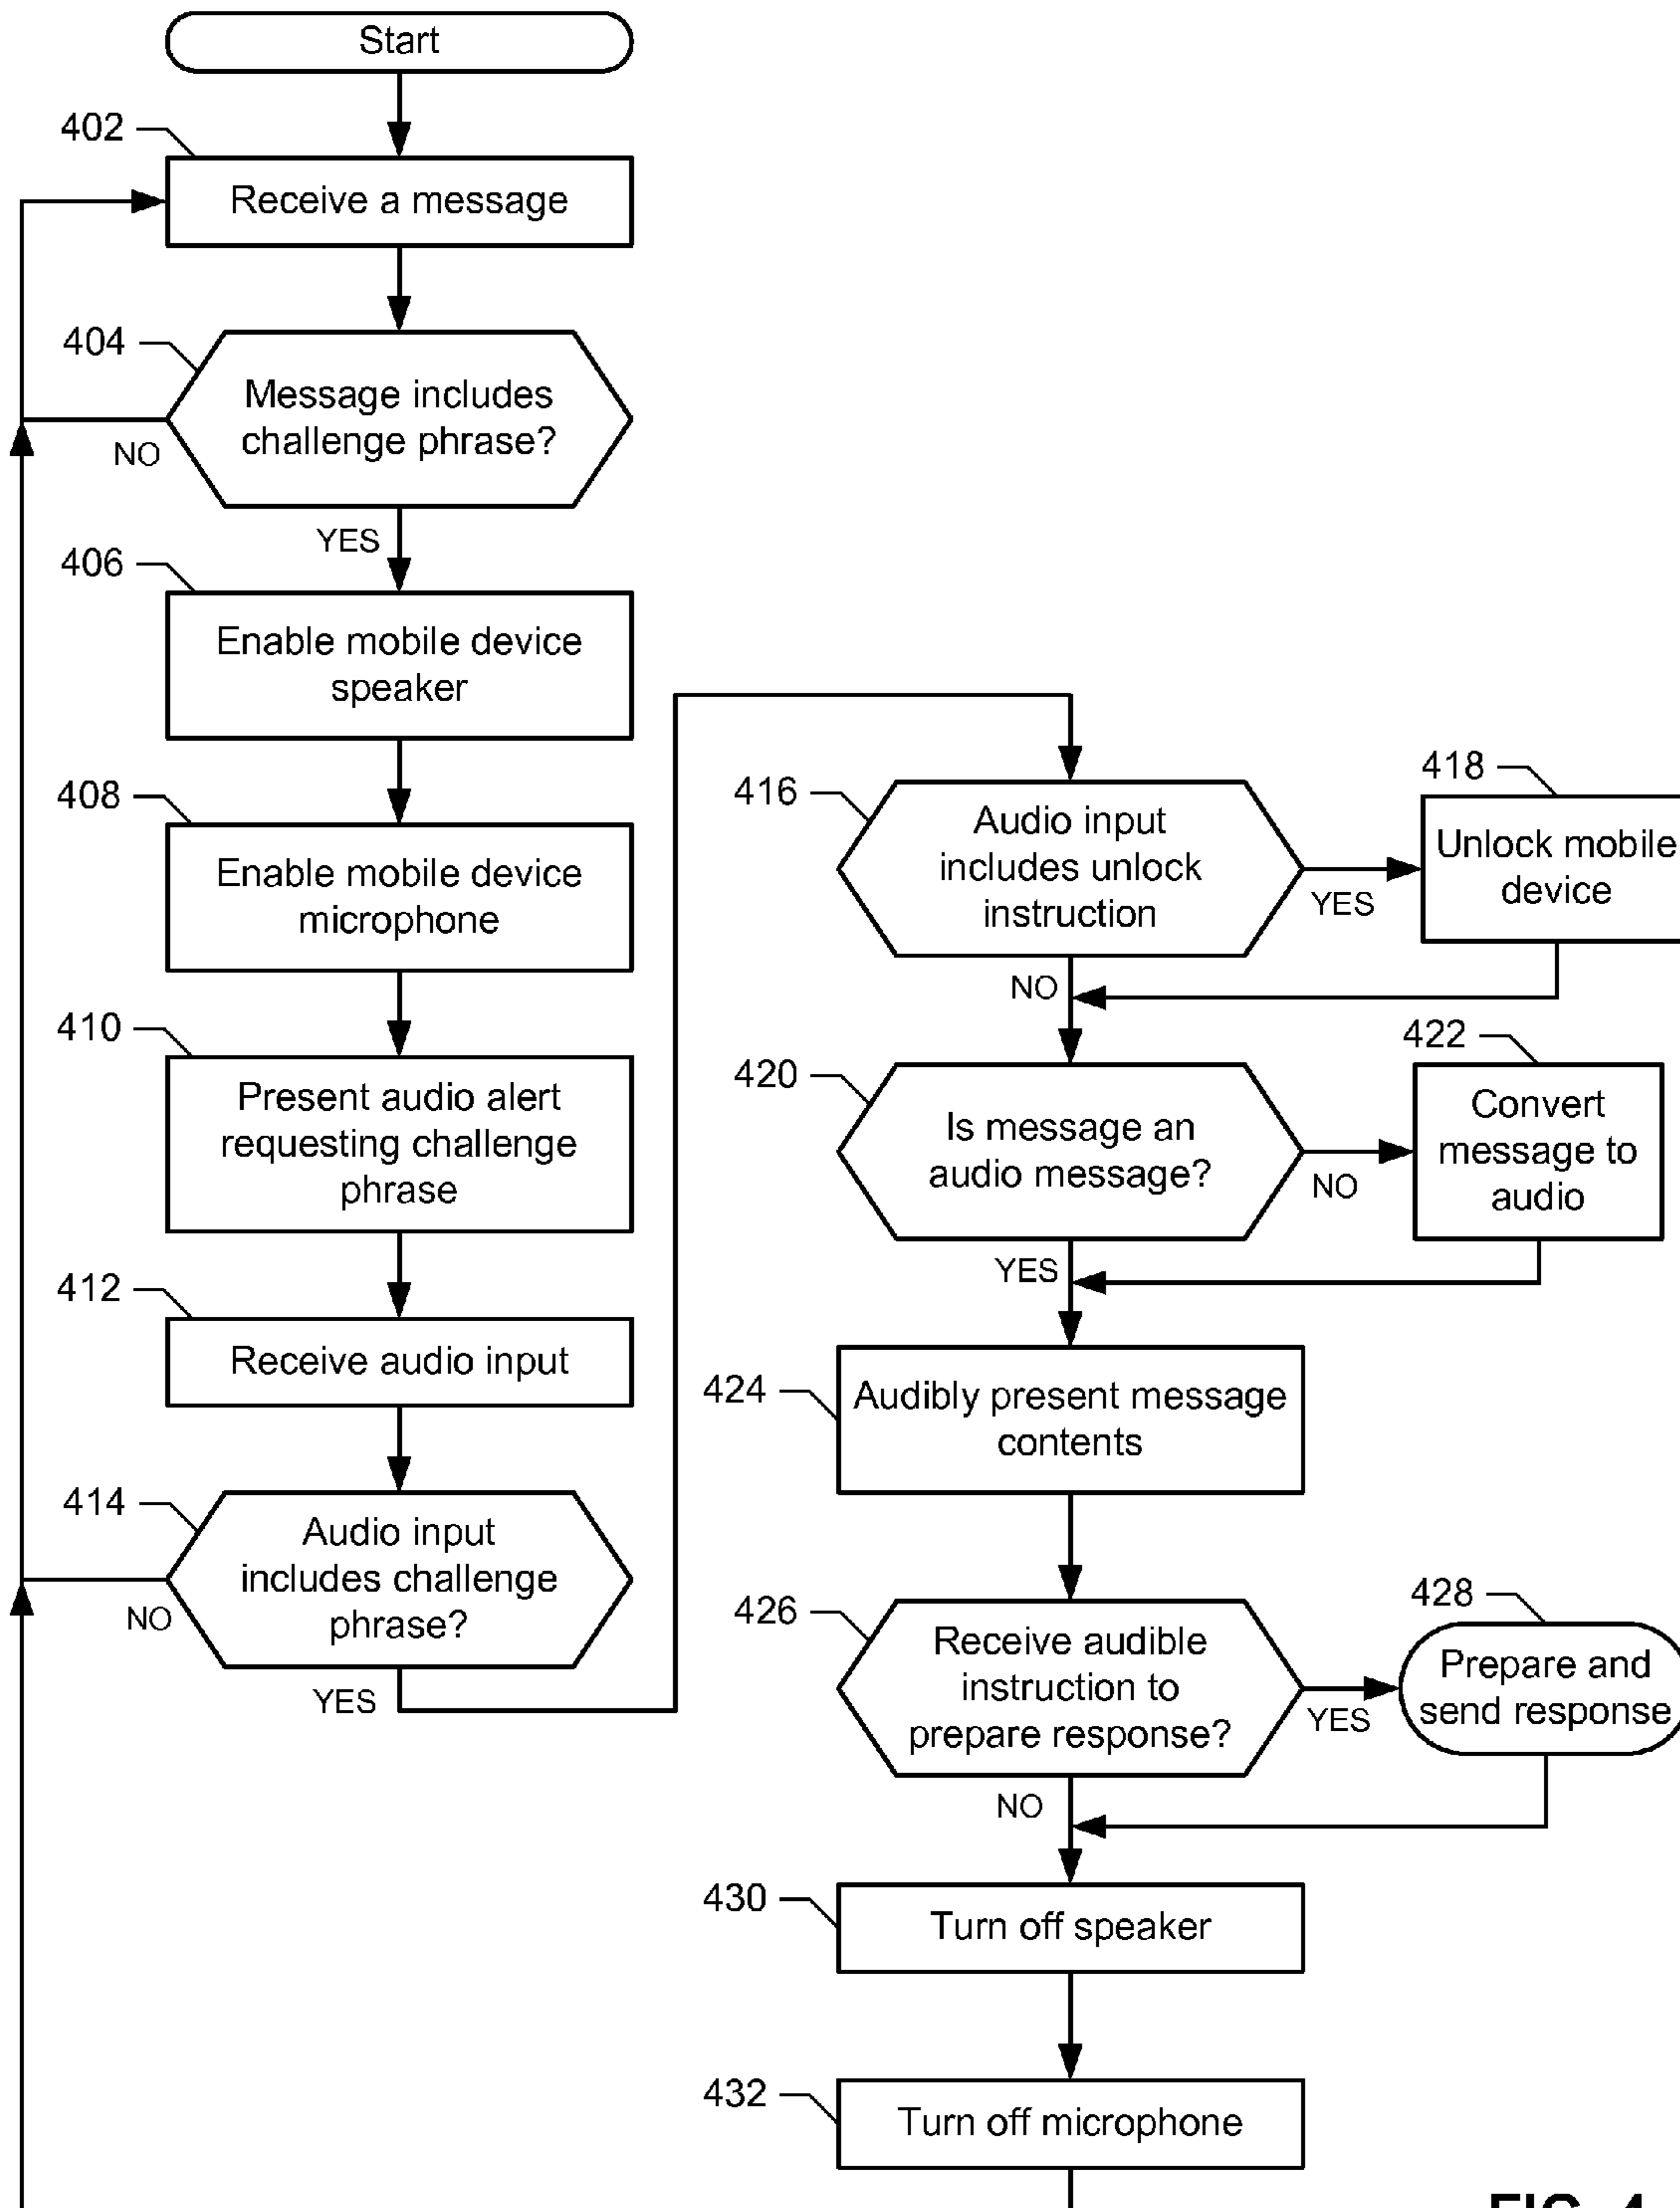 Start
402
Receive a message
404
Message includes
challenge phrase?
NO
YES
406
Enable mobile device
speaker
408
Enable mobile device
microphone
410
Present audio alert
requesting challenge
phrase
412
Receive audio input
414
Audio input
includes challenge
phrase?
NO
YES
416
Audio input
includes unlock
instruction
YES
NO
418
Unlock mobile
device
420
Is message an
audio message?
NO
YES
422
Convert
message to
audio
424
Audibly present message
contents
426
Receive audible
instruction to
prepare response?
YES
NO
428
Prepare and
send response
430
Turn off speaker
432
Turn off microphone
FIG. 4